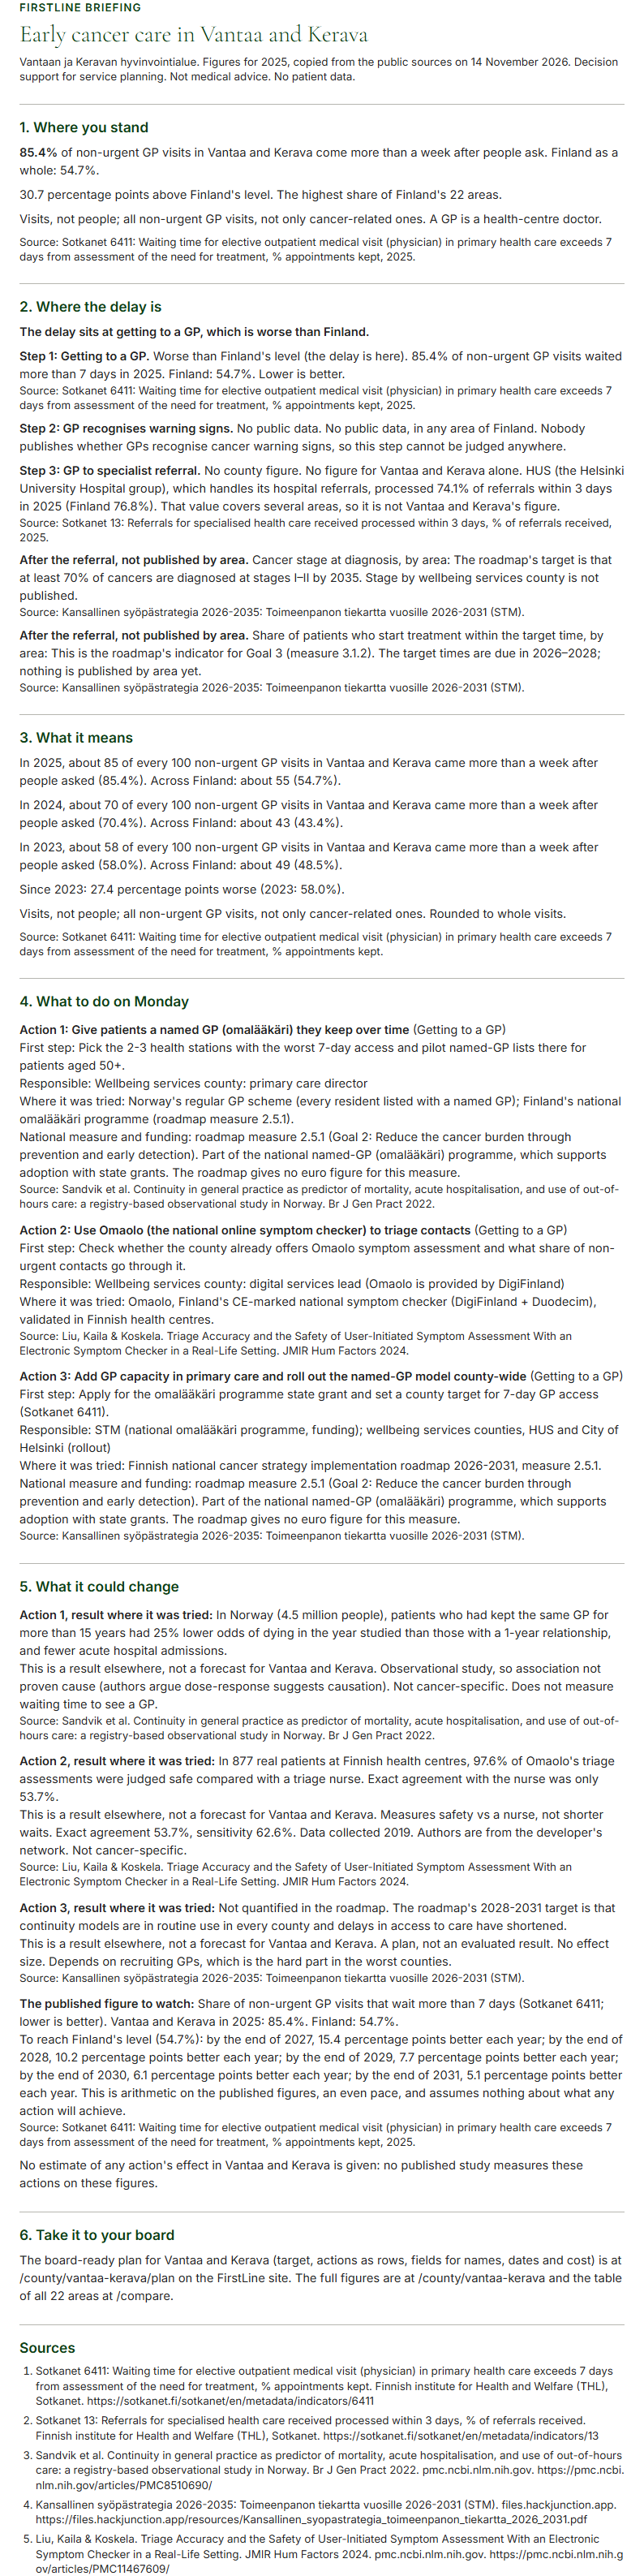 FIRSTLINE BRIEFING
Early cancer care in Vantaa and Kerava
Vantaan ja Keravan hyvinvointialue. Figures for 2025, copied from the public sources on 14 November 2026. Decision
support for service planning. Not medical advice. No patient data.
1. Where you stand
85.4% of non-urgent GP visits in Vantaa and Kerava come more than a week after people ask. Finland as a
whole: 54.7%.
30.7 percentage points above Finland's level. The highest share of Finland's 22 areas.
Visits, not people; all non-urgent GP visits, not only cancer-related ones. A GP is a health-centre doctor.
Source: Sotkanet 6411: Waiting time for elective outpatient medical visit (physician) in primary health care exceeds 7
days from assessment of the need for treatment, % appointments kept, 2025.
2. Where the delay is
The delay sits at getting to a GP, which is worse than Finland.
Step 1: Getting to a GP. Worse than Finland's level (the delay is here). 85.4% of non-urgent GP visits waited
more than 7 days in 2025. Finland: 54.7%. Lower is better.
Source: Sotkanet 6411: Waiting time for elective outpatient medical visit (physician) in primary health care exceeds 7
days from assessment of the need for treatment, % appointments kept, 2025.
Step 2: GP recognises warning signs. No public data. No public data, in any area of Finland. Nobody
publishes whether GPs recognise cancer warning signs, so this step cannot be judged anywhere.
Step 3: GP to specialist referral. No county figure. No figure for Vantaa and Kerava alone. HUS (the Helsinki
University Hospital group), which handles its hospital referrals, processed 74.1% of referrals within 3 days
in 2025 (Finland 76.8%). That value covers several areas, so it is not Vantaa and Kerava's figure.
Source: Sotkanet 13: Referrals for specialised health care received processed within 3 days, % of referrals received,
2025.
After the referral, not published by area. Cancer stage at diagnosis, by area: The roadmap's target is that
at least 70% of cancers are diagnosed at stages I–II by 2035. Stage by wellbeing services county is not
published.
Source: Kansallinen syöpästrategia 2026-2035: Toimeenpanon tiekartta vuosille 2026-2031 (STM).
After the referral, not published by area. Share of patients who start treatment within the target time, by
area: This is the roadmap's indicator for Goal 3 (measure 3.1.2). The target times are due in 2026–2028;
nothing is published by area yet.
Source: Kansallinen syöpästrategia 2026-2035: Toimeenpanon tiekartta vuosille 2026-2031 (STM).
3. What it means
In 2025, about 85 of every 100 non-urgent GP visits in Vantaa and Kerava came more than a week after
people asked (85.4%). Across Finland: about 55 (54.7%).
In 2024, about 70 of every 100 non-urgent GP visits in Vantaa and Kerava came more than a week after
people asked (70.4%). Across Finland: about 43 (43.4%).
In 2023, about 58 of every 100 non-urgent GP visits in Vantaa and Kerava came more than a week after
people asked (58.0%). Across Finland: about 49 (48.5%).
Since 2023: 27.4 percentage points worse (2023: 58.0%).
Visits, not people; all non-urgent GP visits, not only cancer-related ones. Rounded to whole visits.
Source: Sotkanet 6411: Waiting time for elective outpatient medical visit (physician) in primary health care exceeds 7
days from assessment of the need for treatment, % appointments kept.
4. What to do on Monday
Action 1: Give patients a named GP (omalääkäri) they keep over time (Getting to a GP)
First step: Pick the 2-3 health stations with the worst 7-day access and pilot named-GP lists there for
patients aged 50+.
Responsible: Wellbeing services county: primary care director
Where it was tried: Norway's regular GP scheme (every resident listed with a named GP); Finland's national
omalääkäri programme (roadmap measure 2.5.1).
National measure and funding: roadmap measure 2.5.1 (Goal 2: Reduce the cancer burden through
prevention and early detection). Part of the national named-GP (omalääkäri) programme, which supports
adoption with state grants. The roadmap gives no euro figure for this measure.
Source: Sandvik et al. Continuity in general practice as predictor of mortality, acute hospitalisation, and use of out-of-
hours care: a registry-based observational study in Norway. Br J Gen Pract 2022.
Action 2: Use Omaolo (the national online symptom checker) to triage contacts (Getting to a GP)
First step: Check whether the county already offers Omaolo symptom assessment and what share of non-
urgent contacts go through it.
Responsible: Wellbeing services county: digital services lead (Omaolo is provided by DigiFinland)
Where it was tried: Omaolo, Finland's CE-marked national symptom checker (DigiFinland + Duodecim),
validated in Finnish health centres.
Source: Liu, Kaila & Koskela. Triage Accuracy and the Safety of User-Initiated Symptom Assessment With an
Electronic Symptom Checker in a Real-Life Setting. JMIR Hum Factors 2024.
Action 3: Add GP capacity in primary care and roll out the named-GP model county-wide (Getting to a GP)
First step: Apply for the omalääkäri programme state grant and set a county target for 7-day GP access
(Sotkanet 6411).
Responsible: STM (national omalääkäri programme, funding); wellbeing services counties, HUS and City of
Helsinki (rollout)
Where it was tried: Finnish national cancer strategy implementation roadmap 2026-2031, measure 2.5.1.
National measure and funding: roadmap measure 2.5.1 (Goal 2: Reduce the cancer burden through
prevention and early detection). Part of the national named-GP (omalääkäri) programme, which supports
adoption with state grants. The roadmap gives no euro figure for this measure.
Source: Kansallinen syöpästrategia 2026-2035: Toimeenpanon tiekartta vuosille 2026-2031 (STM).
5. What it could change
Action 1, result where it was tried: In Norway (4.5 million people), patients who had kept the same GP for
more than 15 years had 25% lower odds of dying in the year studied than those with a 1-year relationship,
and fewer acute hospital admissions.
This is a result elsewhere, not a forecast for Vantaa and Kerava. Observational study, so association not
proven cause (authors argue dose-response suggests causation). Not cancer-specific. Does not measure
waiting time to see a GP.
Source: Sandvik et al. Continuity in general practice as predictor of mortality, acute hospitalisation, and use of out-of-
hours care: a registry-based observational study in Norway. Br J Gen Pract 2022.
Action 2, result where it was tried: In 877 real patients at Finnish health centres, 97.6% of Omaolo's triage
assessments were judged safe compared with a triage nurse. Exact agreement with the nurse was only
53.7%.
This is a result elsewhere, not a forecast for Vantaa and Kerava. Measures safety vs a nurse, not shorter
waits. Exact agreement 53.7%, sensitivity 62.6%. Data collected 2019. Authors are from the developer's
network. Not cancer-specific.
Source: Liu, Kaila & Koskela. Triage Accuracy and the Safety of User-Initiated Symptom Assessment With an
Electronic Symptom Checker in a Real-Life Setting. JMIR Hum Factors 2024.
Action 3, result where it was tried: Not quantified in the roadmap. The roadmap's 2028-2031 target is that
continuity models are in routine use in every county and delays in access to care have shortened.
This is a result elsewhere, not a forecast for Vantaa and Kerava. A plan, not an evaluated result. No effect
size. Depends on recruiting GPs, which is the hard part in the worst counties.
Source: Kansallinen syöpästrategia 2026-2035: Toimeenpanon tiekartta vuosille 2026-2031 (STM).
The published figure to watch: Share of non-urgent GP visits that wait more than 7 days (Sotkanet 6411;
lower is better). Vantaa and Kerava in 2025: 85.4%. Finland: 54.7%.
To reach Finland's level (54.7%): by the end of 2027, 15.4 percentage points better each year; by the end of
2028, 10.2 percentage points better each year; by the end of 2029, 7.7 percentage points better each year;
by the end of 2030, 6.1 percentage points better each year; by the end of 2031, 5.1 percentage points better
each year. This is arithmetic on the published figures, an even pace, and assumes nothing about what any
action will achieve.
Source: Sotkanet 6411: Waiting time for elective outpatient medical visit (physician) in primary health care exceeds 7
days from assessment of the need for treatment, % appointments kept, 2025.
No estimate of any action's effect in Vantaa and Kerava is given: no published study measures these
actions on these figures.
6. Take it to your board
The board-ready plan for Vantaa and Kerava (target, actions as rows, fields for names, dates and cost) is at
/county/vantaa-kerava/plan on the FirstLine site. The full figures are at /county/vantaa-kerava and the table
of all 22 areas at /compare.
Sources
1. Sotkanet 6411: Waiting time for elective outpatient medical visit (physician) in primary health care exceeds 7 days
from assessment of the need for treatment, % appointments kept. Finnish institute for Health and Welfare (THL),
Sotkanet. https://sotkanet.fi/sotkanet/en/metadata/indicators/6411
2. Sotkanet 13: Referrals for specialised health care received processed within 3 days, % of referrals received.
Finnish institute for Health and Welfare (THL), Sotkanet. https://sotkanet.fi/sotkanet/en/metadata/indicators/13
3. Sandvik et al. Continuity in general practice as predictor of mortality, acute hospitalisation, and use of out-of-hours
care: a registry-based observational study in Norway. Br J Gen Pract 2022. pmc.ncbi.nlm.nih.gov. https://pmc.ncbi.
nlm.nih.gov/articles/PMC8510690/
4. Kansallinen syöpästrategia 2026-2035: Toimeenpanon tiekartta vuosille 2026-2031 (STM). files.hackjunction.app.
https://files.hackjunction.app/resources/Kansallinen_syopastrategia_toimeenpanon_tiekartta_2026_2031.pdf
5. Liu, Kaila & Koskela. Triage Accuracy and the Safety of User-Initiated Symptom Assessment With an Electronic
Symptom Checker in a Real-Life Setting. JMIR Hum Factors 2024. pmc.ncbi.nlm.nih.gov. https://pmc.ncbi.nlm.nih.g
ov/articles/PMC11467609/